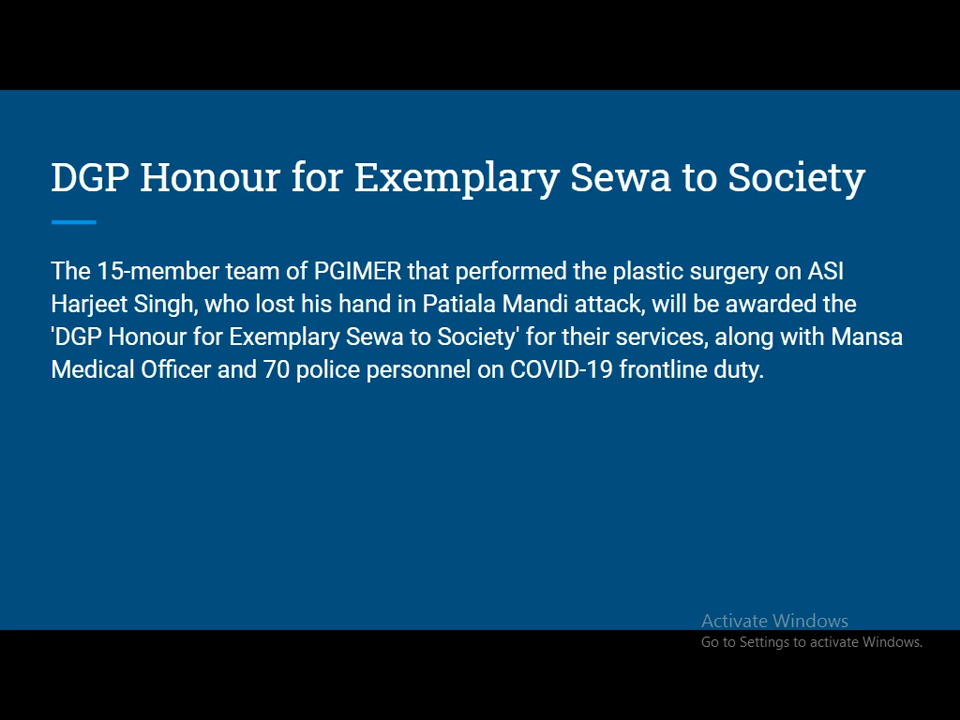 DGP Honour for Exemplary Sewa to Society
The 15-member team of PGIMER that performed the plastic surgery on ASI
Harjeet Singh, who lost his hand in Patiala Mandi attack, will be awarded the
'DGP Honour for Exemplary Sewa to Society' for their services, along with Mansa
Medical Officer and 70 police personnel on COVID-19 frontline duty.
Activate Windows
Go to Settings to activate Windows.